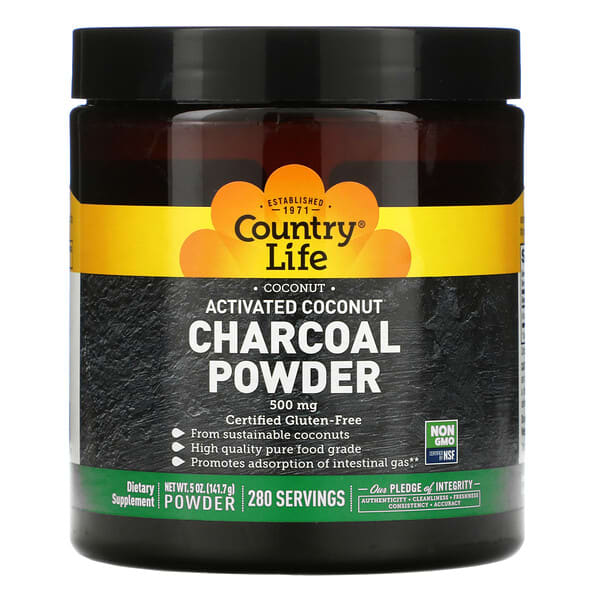 ESTABLISHED
1971
Country® Life
• COCONUT •
ACTIVATED COCONUT
CHARCOAL
POWDER
500 mg
Certified Gluten-Free
From sustainable coconuts
High quality pure food grade
Promotes adsorption of intestinal gas**
NON
GMO
CERTIFIED BY NSF
Dietary
Supplement
NET WT. 5 OZ. (141.7g)
POWDER
280 SERVINGS
Our PLEDGE of INTEGRITY
AUTHENTICITY • CLEANLINESS • FRESHNESS
CONSISTENCY • ACCURACY